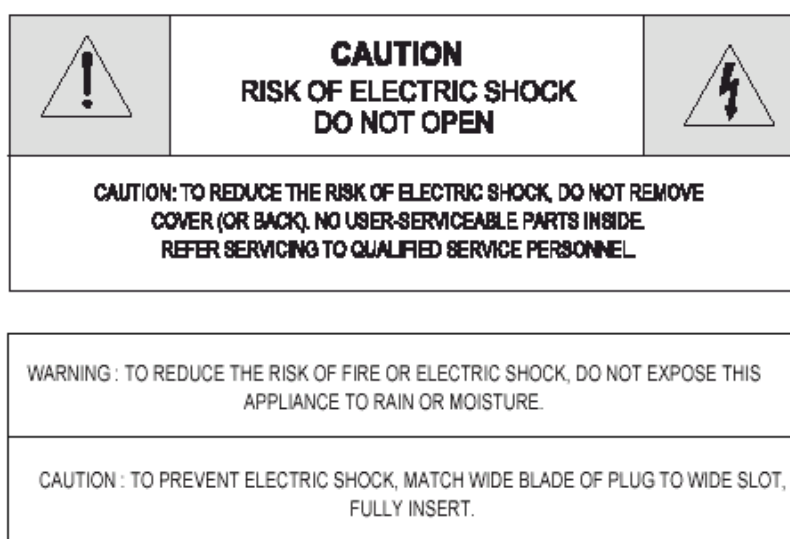 CAUTION
RISK OF ELECTRIC SHOCK
DO NOT OPEN
CAUTION: TO REDUCE THE RISK OF ELECTRIC SHOCK, DO NOT REMOVE
COVER (OR BACK). NO USER-SERVICEABLE PARTS INSIDE.
REFER SERVICING TO QUALIFIED SERVICE PERSONNEL.
WARNING : TO REDUCE THE RISK OF FIRE OR ELECTRIC SHOCK, DO NOT EXPOSE THIS
APPLIANCE TO RAIN OR MOISTURE.
CAUTION : TO PREVENT ELECTRIC SHOCK, MATCH WIDE BLADE OF PLUG TO WIDE SLOT,
FULLY INSERT.